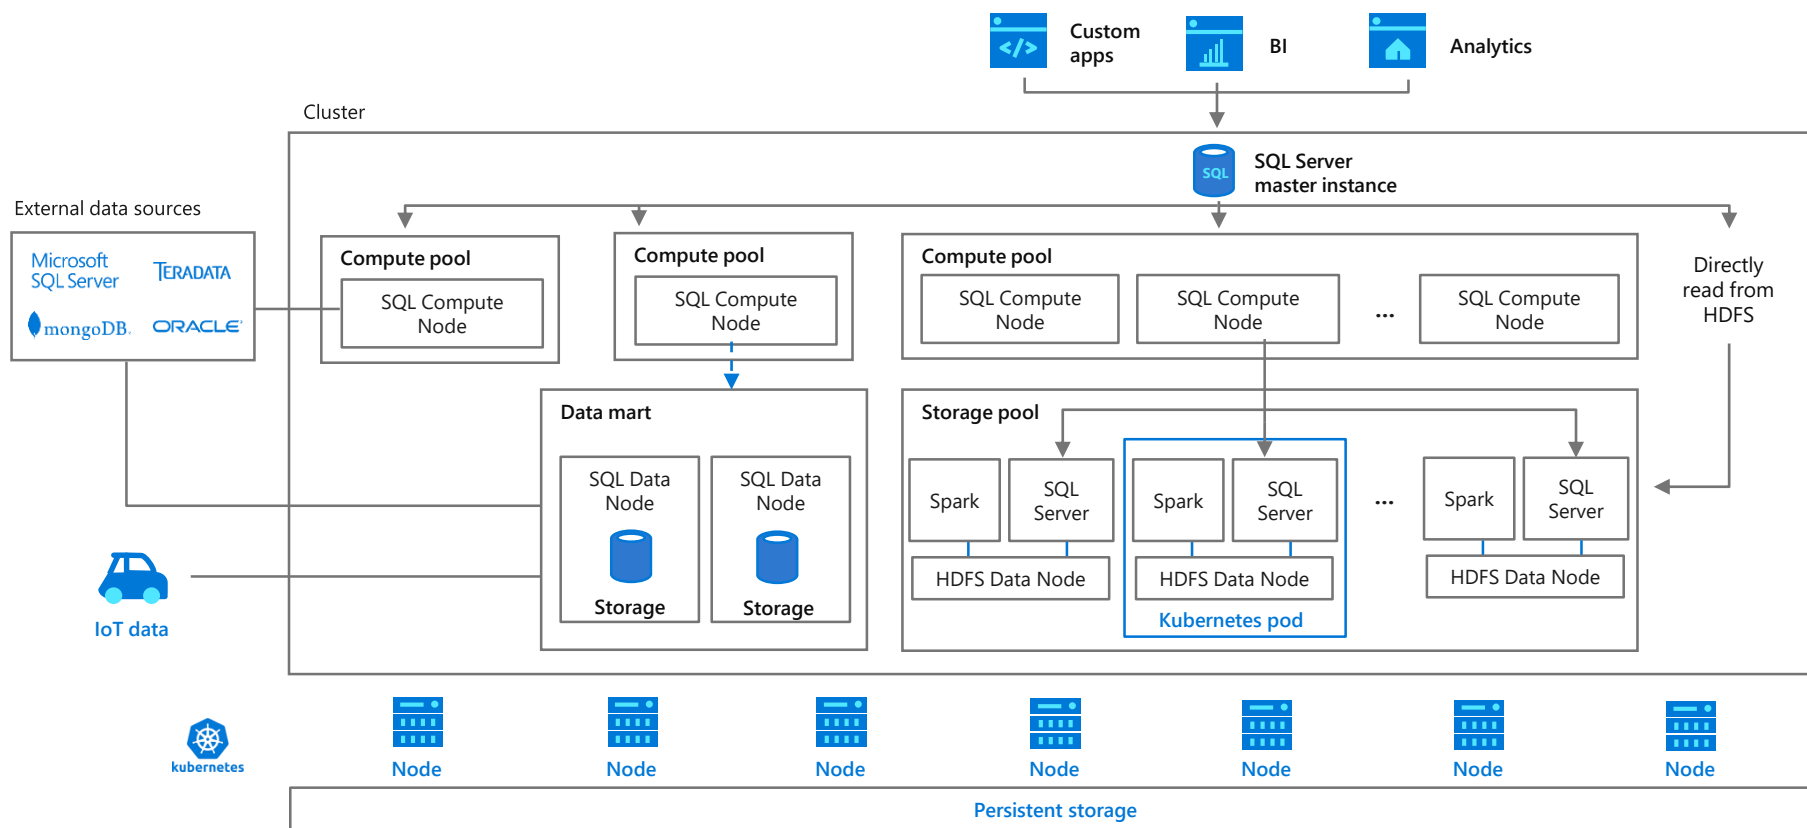 Custom
apps
BI
Analytics
Cluster
SQL
SQL Server
master instance
External data sources
Microsoft
SQL Server
TERADATA
mongoDB.
ORACLE
Compute pool
SQL Compute
Node
Compute pool
SQL Compute
Node
Compute pool
SQL Compute
Node
SQL Compute
Node
...
SQL Compute
Node
Directly
read from
HDFS
Data mart
SQL Data
Node
Storage
SQL Data
Node
Storage
Storage pool
Spark
SQL
Server
HDFS Data Node
Spark
SQL
Server
HDFS Data Node
Kubernetes pod
...
Spark
SQL
Server
HDFS Data Node
IoT data
kubernetes
Node
Node
Node
Node
Node
Node
Node
Persistent storage